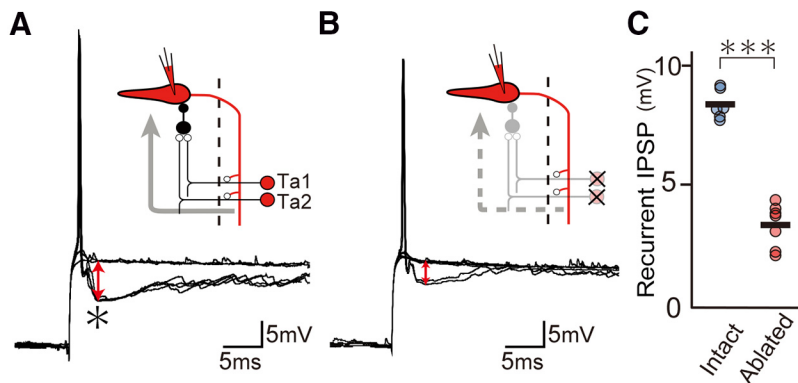 A
Ta1
Ta2
*
5mV
5ms
B
5mV
5ms
C
***
Recurrent IPSP (mV)
10
5
0
Intact
Ablated